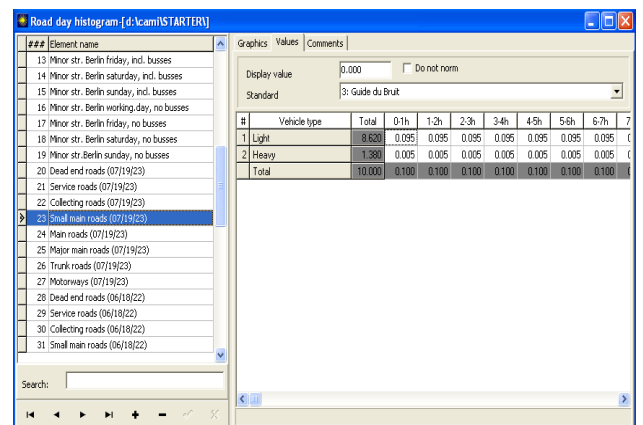 Road day histogram-[d:\cami\STARTER\]
### Element name
13 Minor str. Berlin friday, incl. busses
14 Minor str. Berlin saturday, incl. busses
15 Minor str. Berlin sunday, incl. busses
16 Minor str. Berlin working.day, no busses
17 Minor str. Berlin friday, no busses
18 Minor str. Berlin saturday, no busses
19 Minor str.Berlin sunday, no busses
20 Dead end roads (07/19/23)
21 Service roads (07/19/23)
22 Collecting roads (07/19/23)
23 Small main roads (07/19/23)
24 Main roads (07/19/23)
25 Major main roads (07/19/23)
26 Trunk roads (07/19/23)
27 Motorways (07/19/23)
28 Dead end roads (06/18/22)
29 Service roads (06/18/22)
30 Collecting roads (06/18/22)
31 Small main roads (06/18/22)
Search:
Graphics Values Comments
Display value 0.000 Do not norm
Standard 3: Guide du Bruit
# Vehicle type Total 0-1h 1-2h 2-3h 3-4h 4-5h 5-6h 6-7h 7
1 Light 8.620 0.095 0.095 0.095 0.095 0.095 0.095 0.095
2 Heavy 1.380 0.005 0.005 0.005 0.005 0.005 0.005 0.005
Total 10.000 0.100 0.100 0.100 0.100 0.100 0.100 0.100